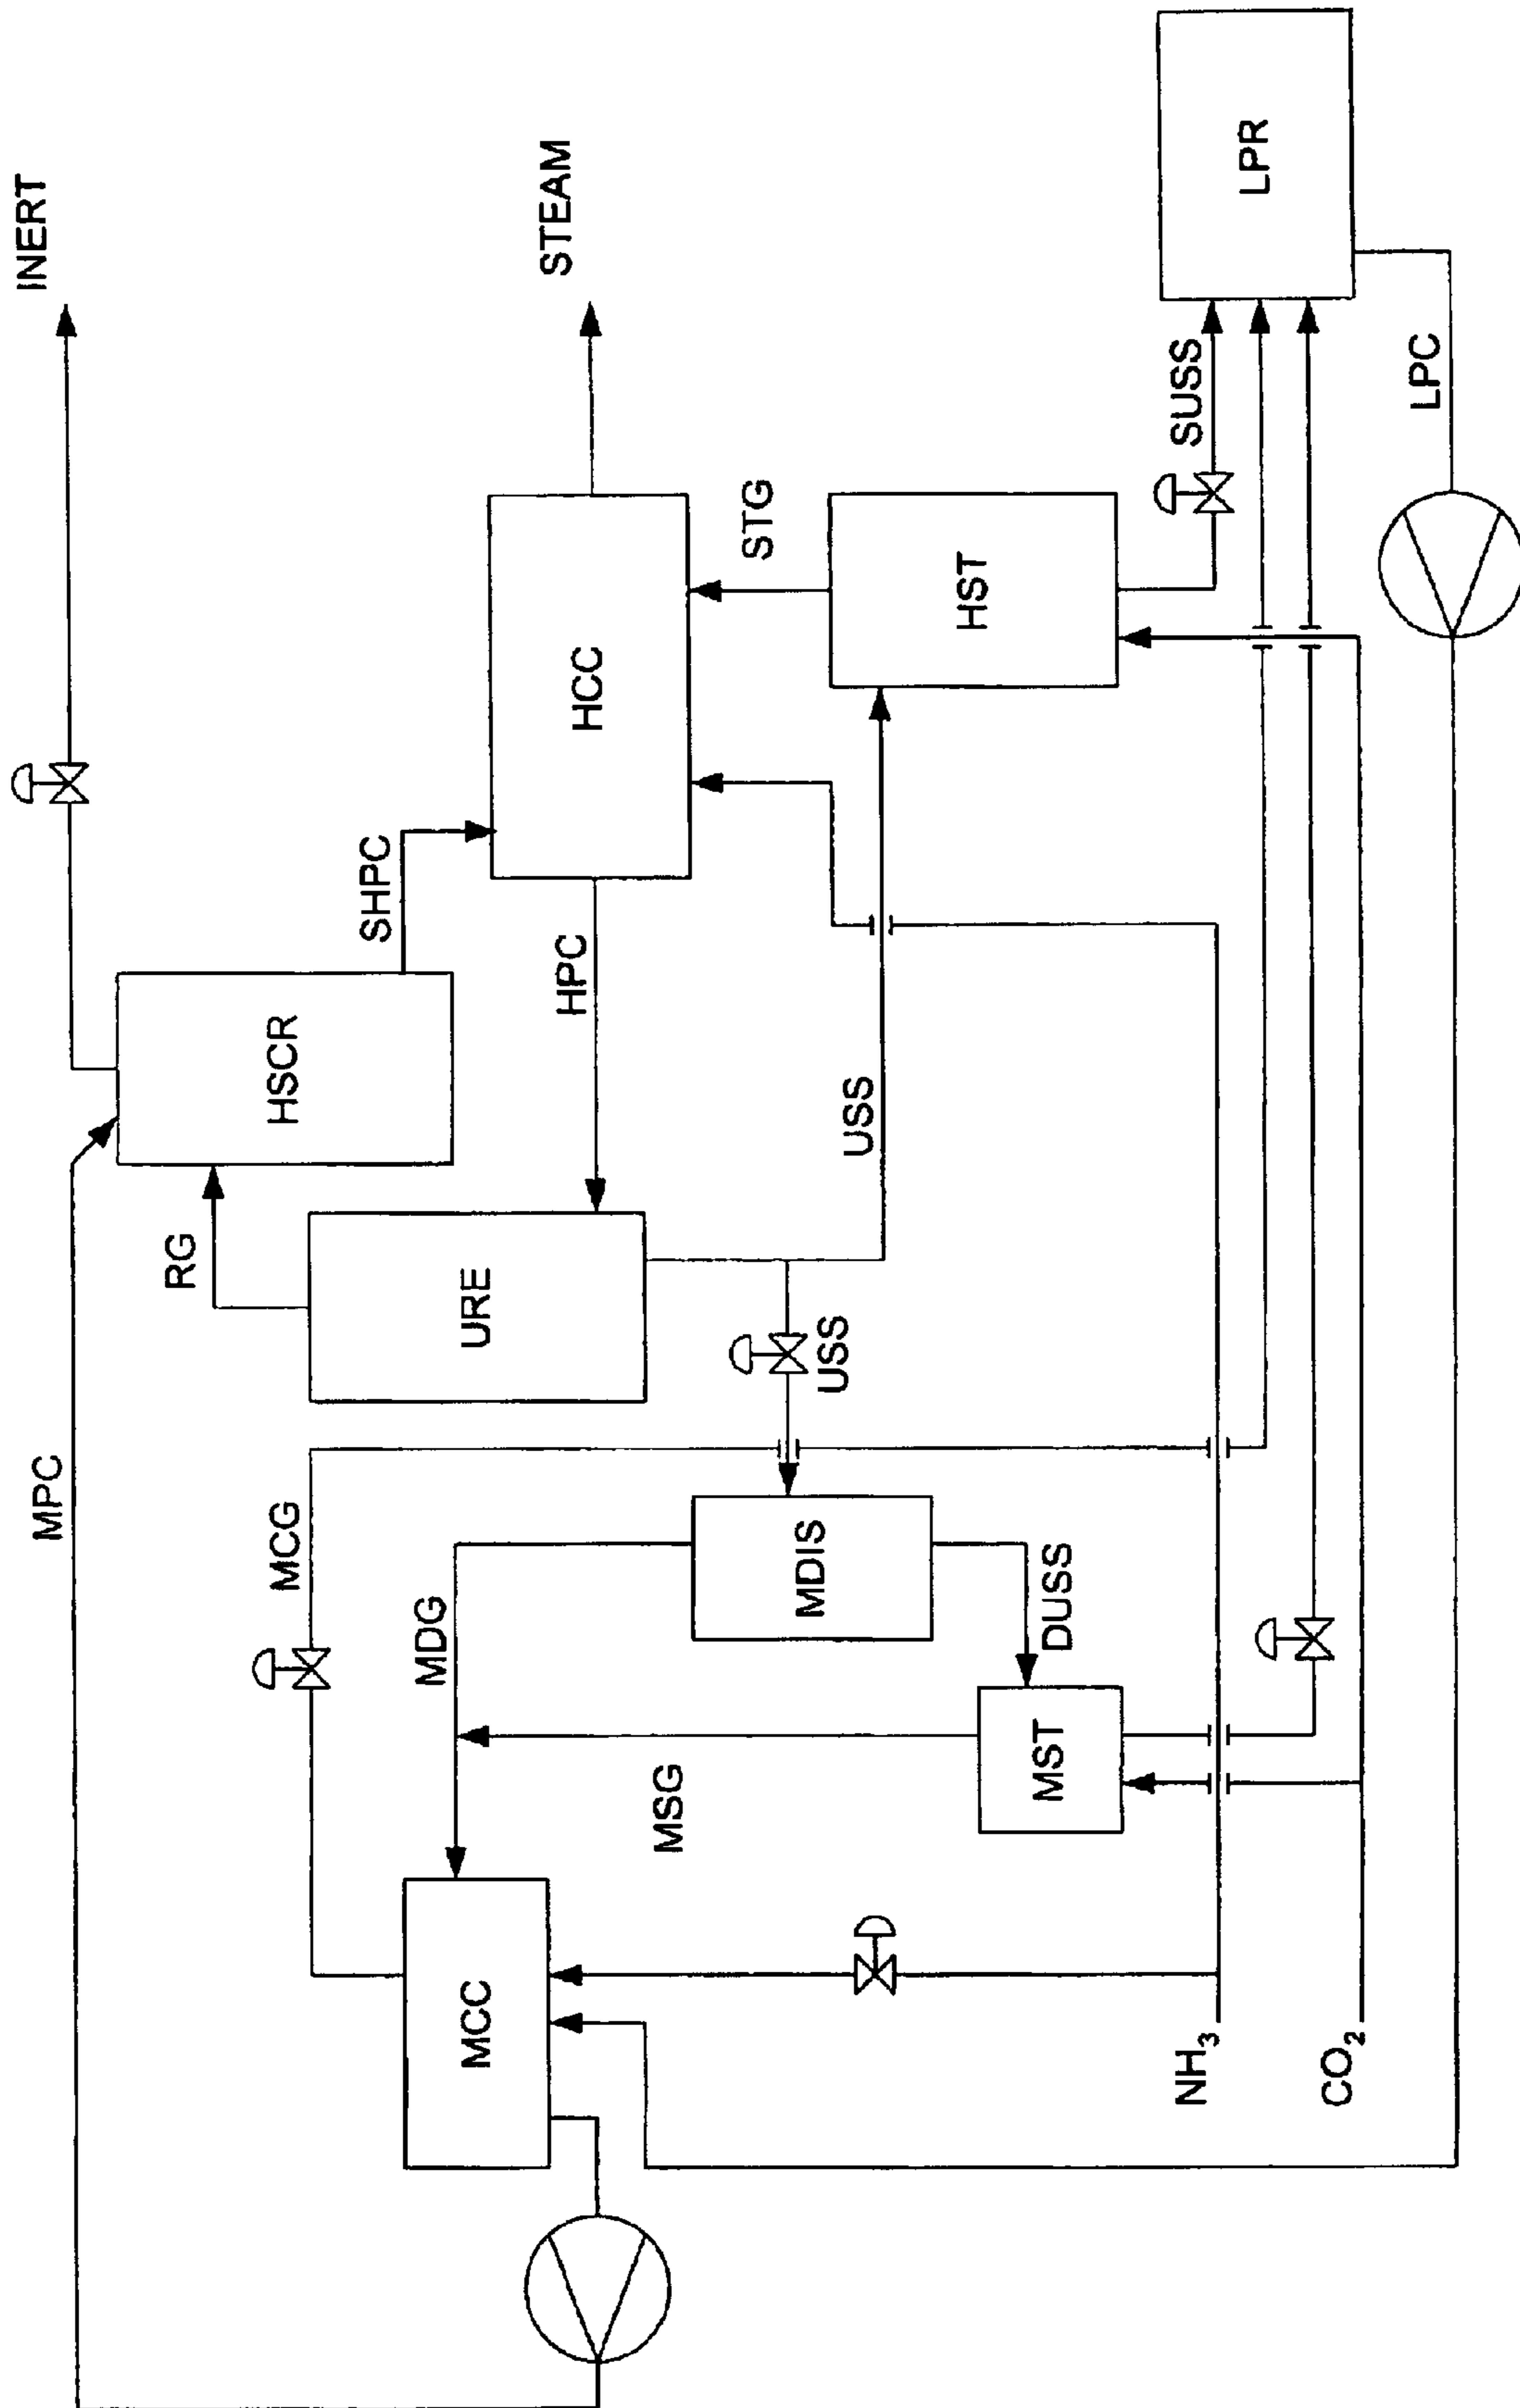 INERT
MPC
RG
HSCR
SHPC
STEAM
MCG
URE
HPC
HCC
MDG
USS
USS
STG
MCC
MSG
MDIS
HST
DUSS
MST
SUSS
LPR
NH3
CO2
LPC